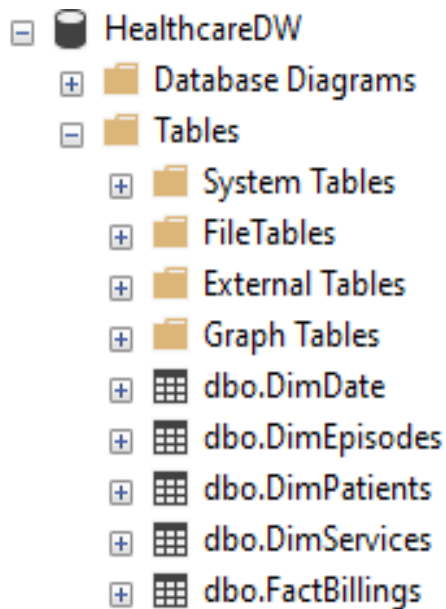 HealthcareDW
Database Diagrams
Tables
System Tables
FileTables
External Tables
Graph Tables
dbo.DimDate
dbo.DimEpisodes
dbo.DimPatients
dbo.DimServices
dbo.FactBillings